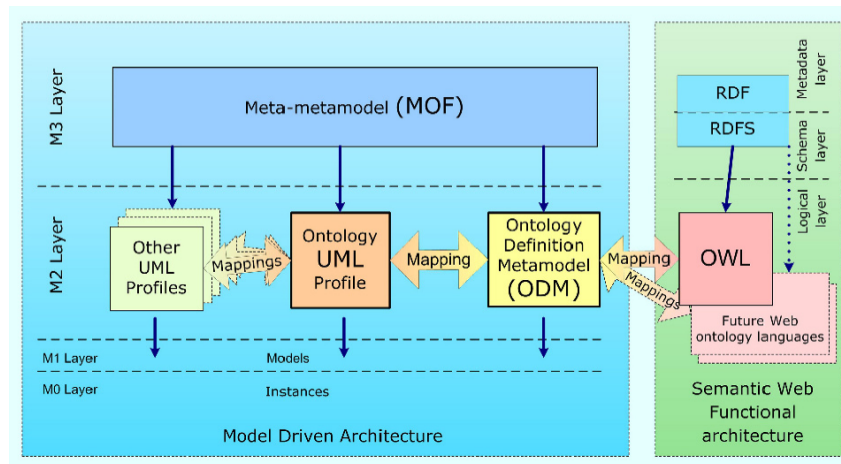 M3 Layer
Meta-metamodel (MOF)
RDF
RDFS
Metadata
layer
Schema
layer
Logical
layer
M2 Layer
Other
UML
Profiles
Mappings
Ontology
UML
Profile
Mapping
Ontology
Definition
Metamodel
(ODM)
Mapping
Mappings
OWL
Future Web
ontology languages
M1 Layer
Models
M0 Layer
Instances
Model Driven Architecture
Semantic Web
Functional
architecture